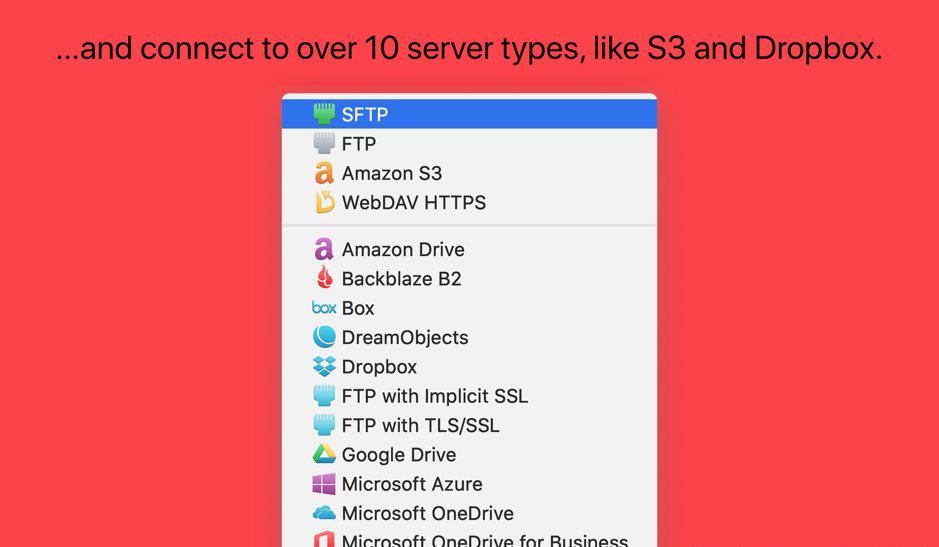 ...and connect to over 10 server types, like S3 and Dropbox.
SFTP
FTP
Amazon S3
WebDAV HTTPS
Amazon Drive
Backblaze B2
box Box
DreamObjects
Dropbox
FTP with Implicit SSL
FTP with TLS/SSL
Google Drive
Microsoft Azure
Microsoft OneDrive
Microsoft OneDrive for Business